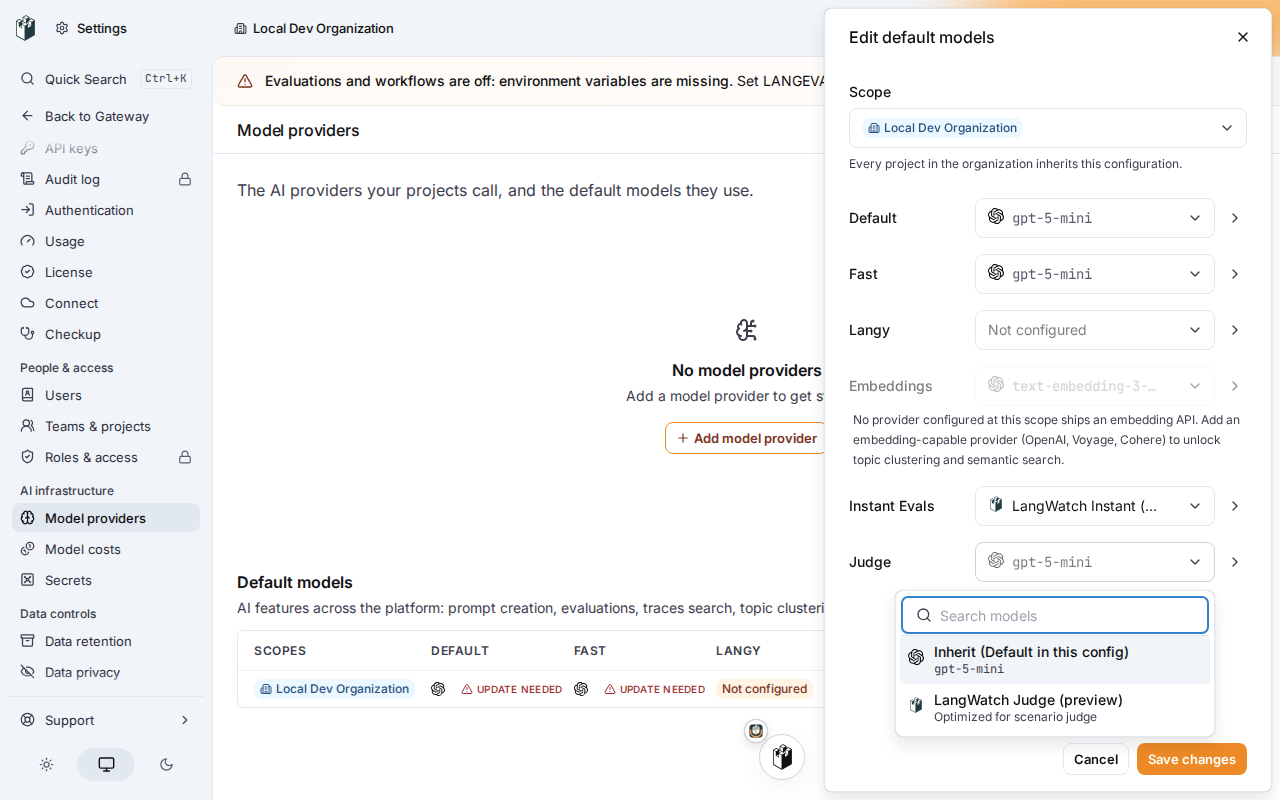 Settings
Local Dev Organization
Quick Search
Ctrl+K
Back to Gateway
API keys
Audit log
Authentication
Usage
License
Connect
Checkup
People & access
Users
Teams & projects
Roles & access
AI infrastructure
Model providers
Model costs
Secrets
Data controls
Data retention
Data privacy
Support
Evaluations and workflows are off: environment variables are missing. Set LANGEVA
Model providers
The AI providers your projects call, and the default models they use.
No model providers
Add a model provider to get s
Add model provider
Default models
AI features across the platform: prompt creation, evaluations, traces search, topic clusteri
SCOPES
DEFAULT
FAST
LANGY
Local Dev Organization
UPDATE NEEDED
UPDATE NEEDED
Not configured
Edit default models
Scope
Local Dev Organization
Every project in the organization inherits this configuration.
Default
gpt-5-mini
Fast
gpt-5-mini
Langy
Not configured
Embeddings
text-embedding-3-…
No provider configured at this scope ships an embedding API. Add an
embedding-capable provider (OpenAI, Voyage, Cohere) to unlock
topic clustering and semantic search.
Instant Evals
LangWatch Instant (...
Judge
gpt-5-mini
Search models
Inherit (Default in this config)
gpt-5-mini
LangWatch Judge (preview)
Optimized for scenario judge
Cancel
Save changes